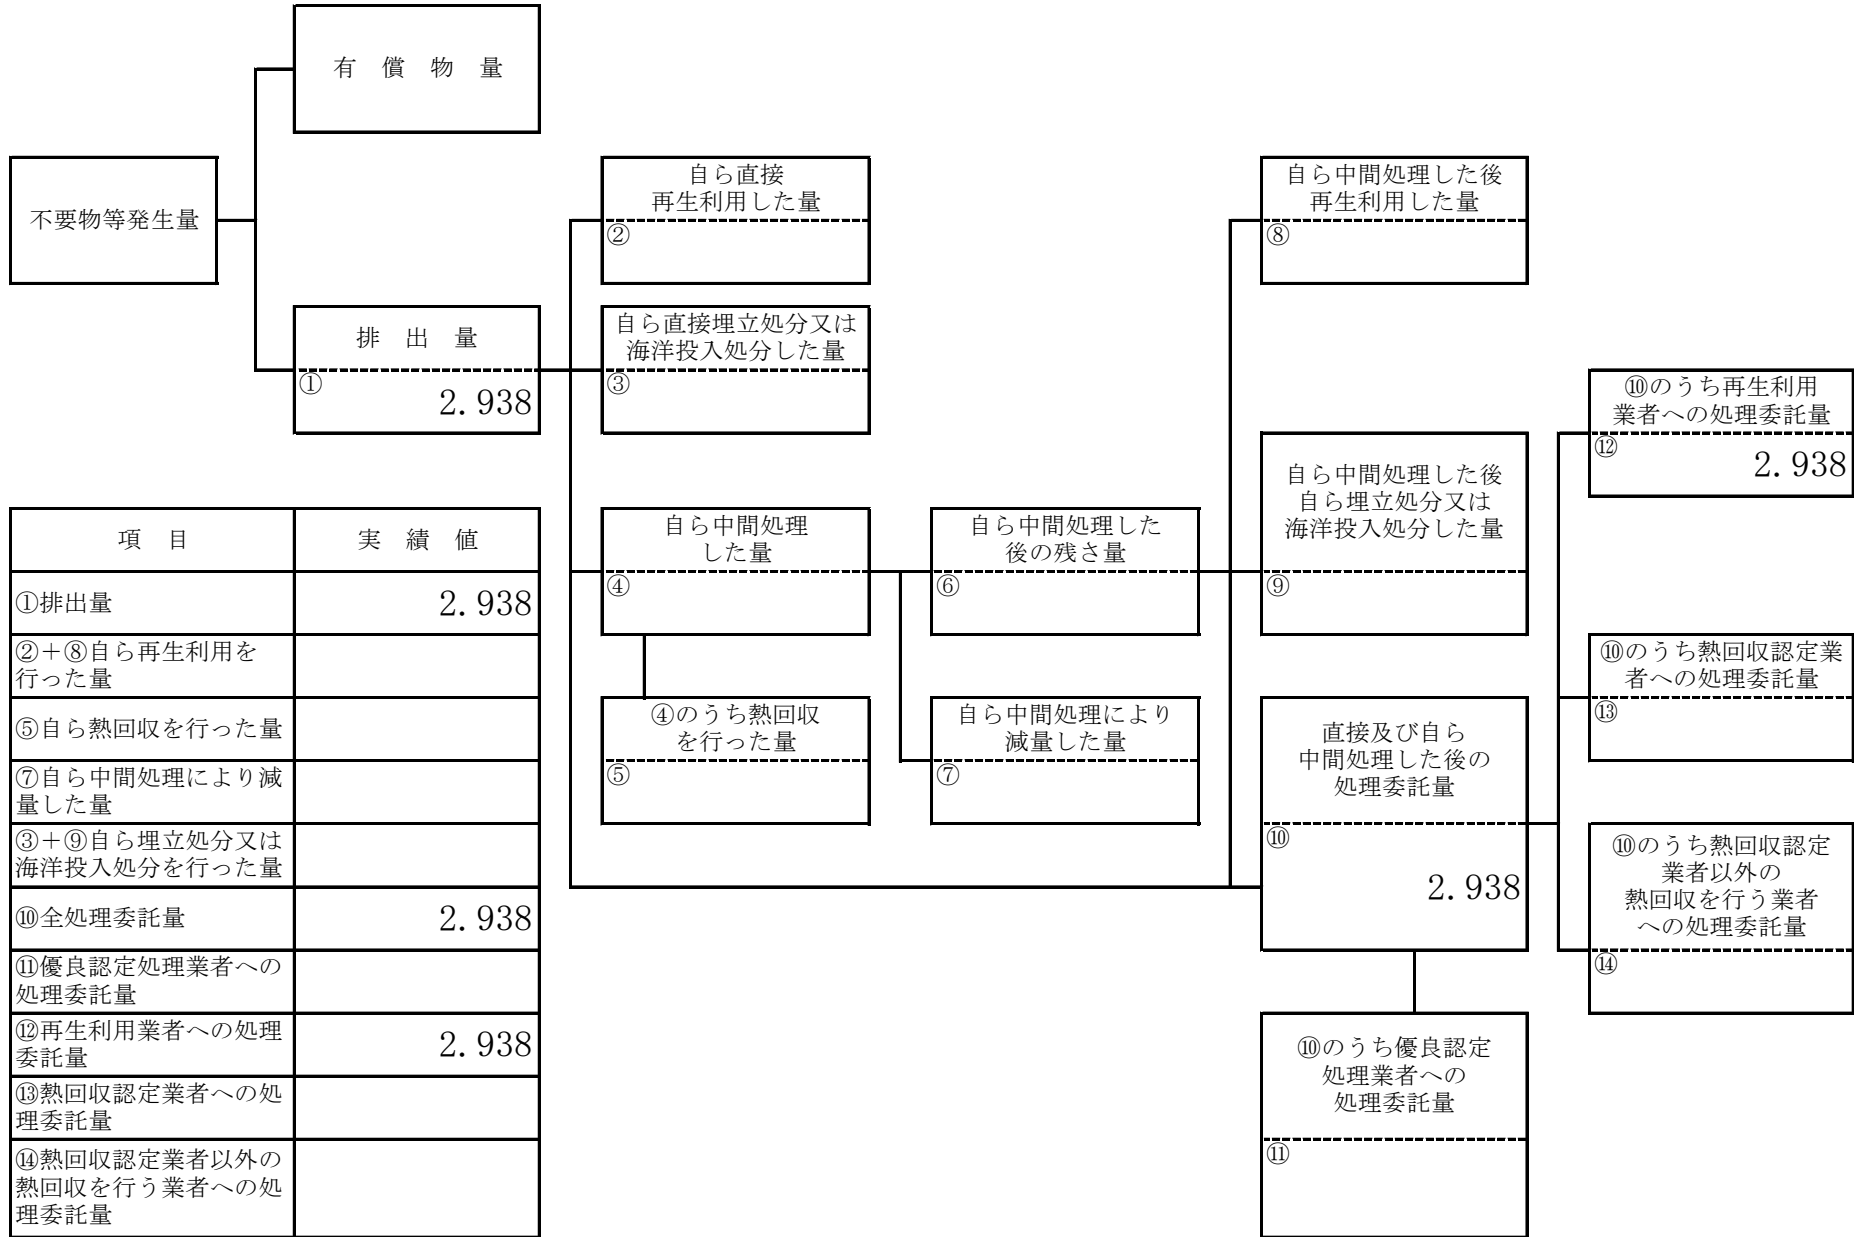 有　償　物　量
不要物等発生量
排　出　量
①
2.938
自ら直接
再生利用した量
②
自ら直接埋立処分又は
海洋投入処分した量
③
自ら中間処理
した量
④
④のうち熱回収
を行った量
⑤
自ら中間処理した
後の残さ量
⑥
自ら中間処理により
減量した量
⑦
自ら中間処理した後
再生利用した量
⑧
自ら中間処理した後
自ら埋立処分又は
海洋投入処分した量
⑨
直接及び自ら
中間処理した後の
処理委託量
⑩
2.938
⑩のうち優良認定
処理業者への
処理委託量
⑪
⑩のうち再生利用
業者への処理委託量
⑫
2.938
⑩のうち熱回収認定業
者への処理委託量
⑬
⑩のうち熱回収認定
業者以外の
熱回収を行う業者
への処理委託量
⑭
項　目
実　績　値
①排出量
2.938
②＋⑧自ら再生利用を
行った量
⑤自ら熱回収を行った量
⑦自ら中間処理により減
量した量
③＋⑨自ら埋立処分又は
海洋投入処分を行った量
⑩全処理委託量
2.938
⑪優良認定処理業者への
処理委託量
⑫再生利用業者への処理
委託量
2.938
⑬熱回収認定業者への処
理委託量
⑭熱回収認定業者以外の
熱回収を行う業者への処
理委託量